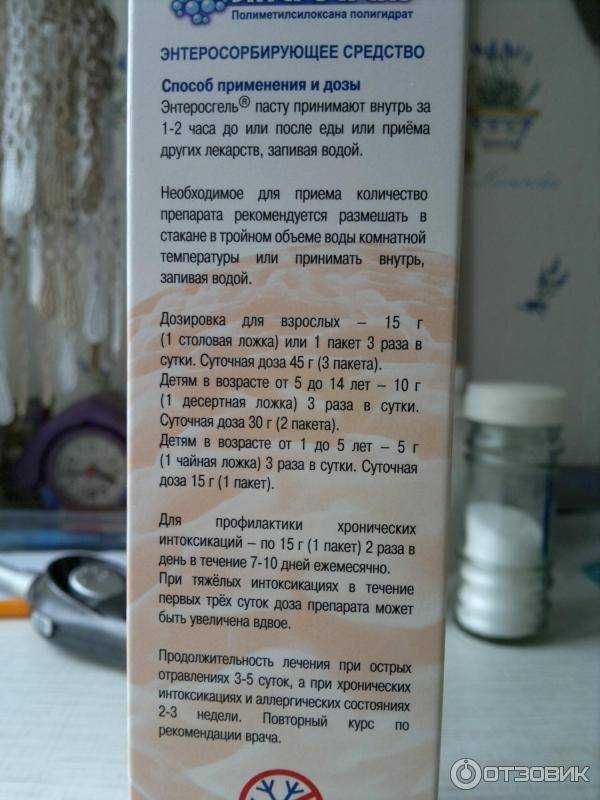 Полиметилсилоксана полигидрат
ЭНТЕРОСОРБИРУЮЩЕЕ СРЕДСТВО
Способ применения и дозы
Энтеросгель® пасту принимают внутрь за
1-2 часа до или после еды или приёма
других лекарств, запивая водой.
Необходимое для приема количество
препарата рекомендуется размешать в
стакане в тройном объеме воды комнатной
температуры или принимать внутрь,
запивая водой.
Дозировка для взрослых – 15 г
(1 столовая ложка) или 1 пакет 3 раза в
сутки. Суточная доза 45 г (3 пакета).
Детям в возрасте от 5 до 14 лет – 10 г
(1 десертная ложка) 3 раза в сутки.
Суточная доза 30 г (2 пакета).
Детям в возрасте от 1 до 5 лет – 5 г
(1 чайная ложка) 3 раза в сутки. Суточная
доза 15 г (1 пакет).
Для профилактики хронических
интоксикаций – по 15 г (1 пакет) 2 раза в
день в течение 7-10 дней ежемесячно.
При тяжёлых интоксикациях в течение
первых трёх суток доза препарата может
быть увеличена вдвое.
Продолжительность лечения при острых
отравлениях 3-5 суток, а при хронических
интоксикациях и аллергических состояниях
2-3 недели. Повторный курс по
рекомендации врача.
ОТЗОВИК